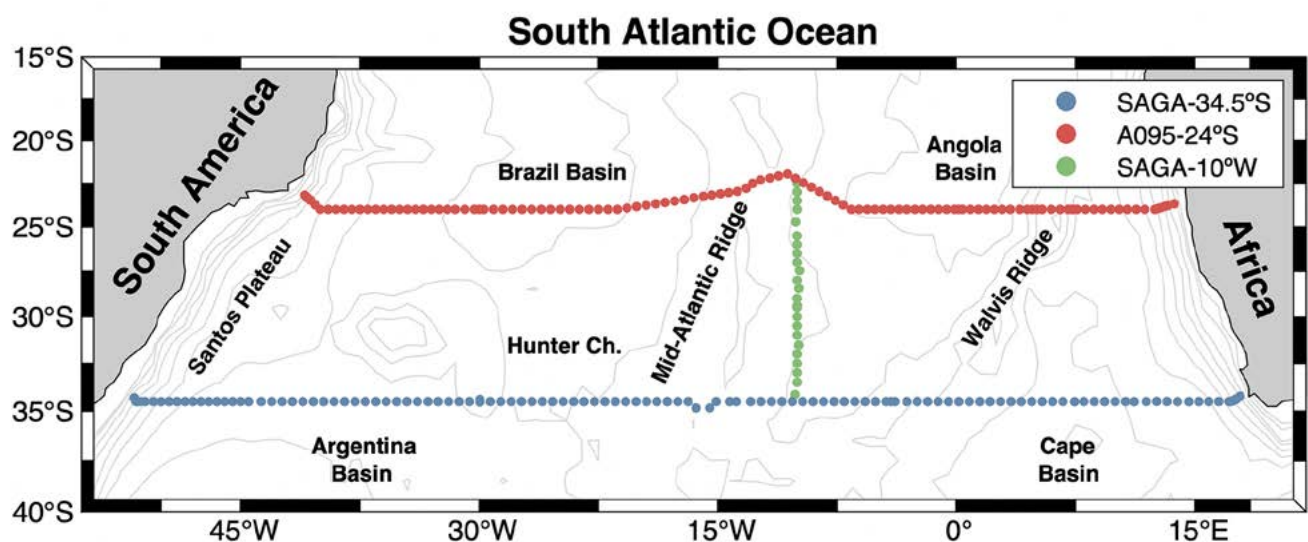 South Atlantic Ocean
15°S
20°S
25°S
30°S
35°S
40°S
45°W
30°W
15°W
0°
15°E
SAGA-34.5ºS
A095-24ºS
SAGA-10ºW
South America
Africa
Brazil Basin
Angola
Basin
Santos Plateau
Hunter Ch.
Mid-Atlantic Ridge
Walvis Ridge
Argentina
Basin
Cape
Basin